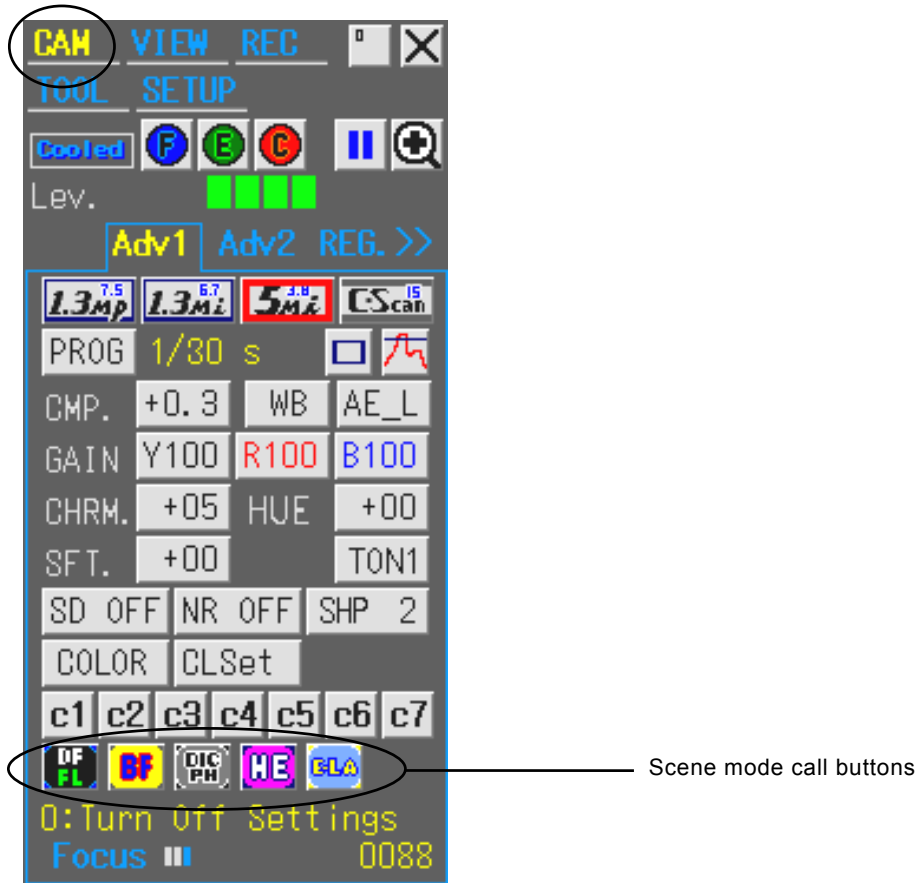 CAM VIEW REC
TOOL SETUP
Cooled F E C
Lev.
Adv1 Adv2 REG. >>
1.3Mp 7.5 1.3Mi 6.7 5Mi 3.8 C-Scan 15
PROG 1/30 s
CMP. +0.3 WB AE_L
GAIN Y100 R100 B100
CHRM. +05 HUE +00
SFT. +00 TON1
SD OFF NR OFF SHP 2
COLOR CLSet
c1 c2 c3 c4 c5 c6 c7
DF FL BF DIC PH HE CLA
Scene mode call buttons
0:Turn Off Settings
Focus 0088